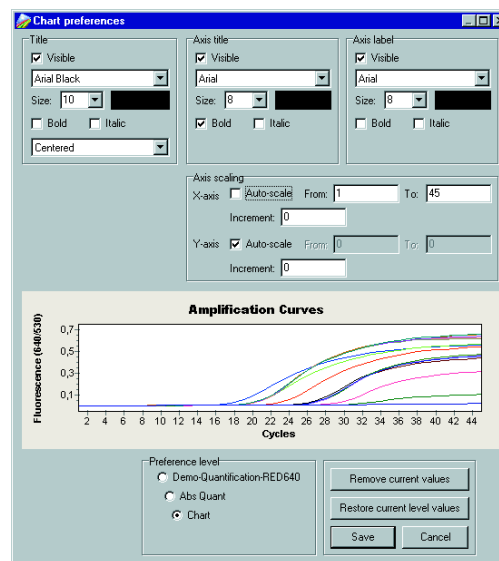 Chart preferences
Title
Visible
Arial Black
Size: 10
Bold Italic
Centered
Axis title
Visible
Arial
Size: 8
Bold Italic
Axis label
Visible
Arial
Size: 8
Bold Italic
Axis scaling
X-axis Auto-scale From: 1 To: 45
Increment: 0
Y-axis Auto-scale From: 0 To: 0
Increment: 0
Amplification Curves
Fluorescence (640/530)
0,7
0,5
0,3
0,1
2 4 6 8 10 12 14 16 18 20 22 24 26 28 30 32 34 36 38 40 42 44
Cycles
Preference level
Demo-Quantification-RED640
Abs Quant
Chart
Remove current values
Restore current level values
Save Cancel